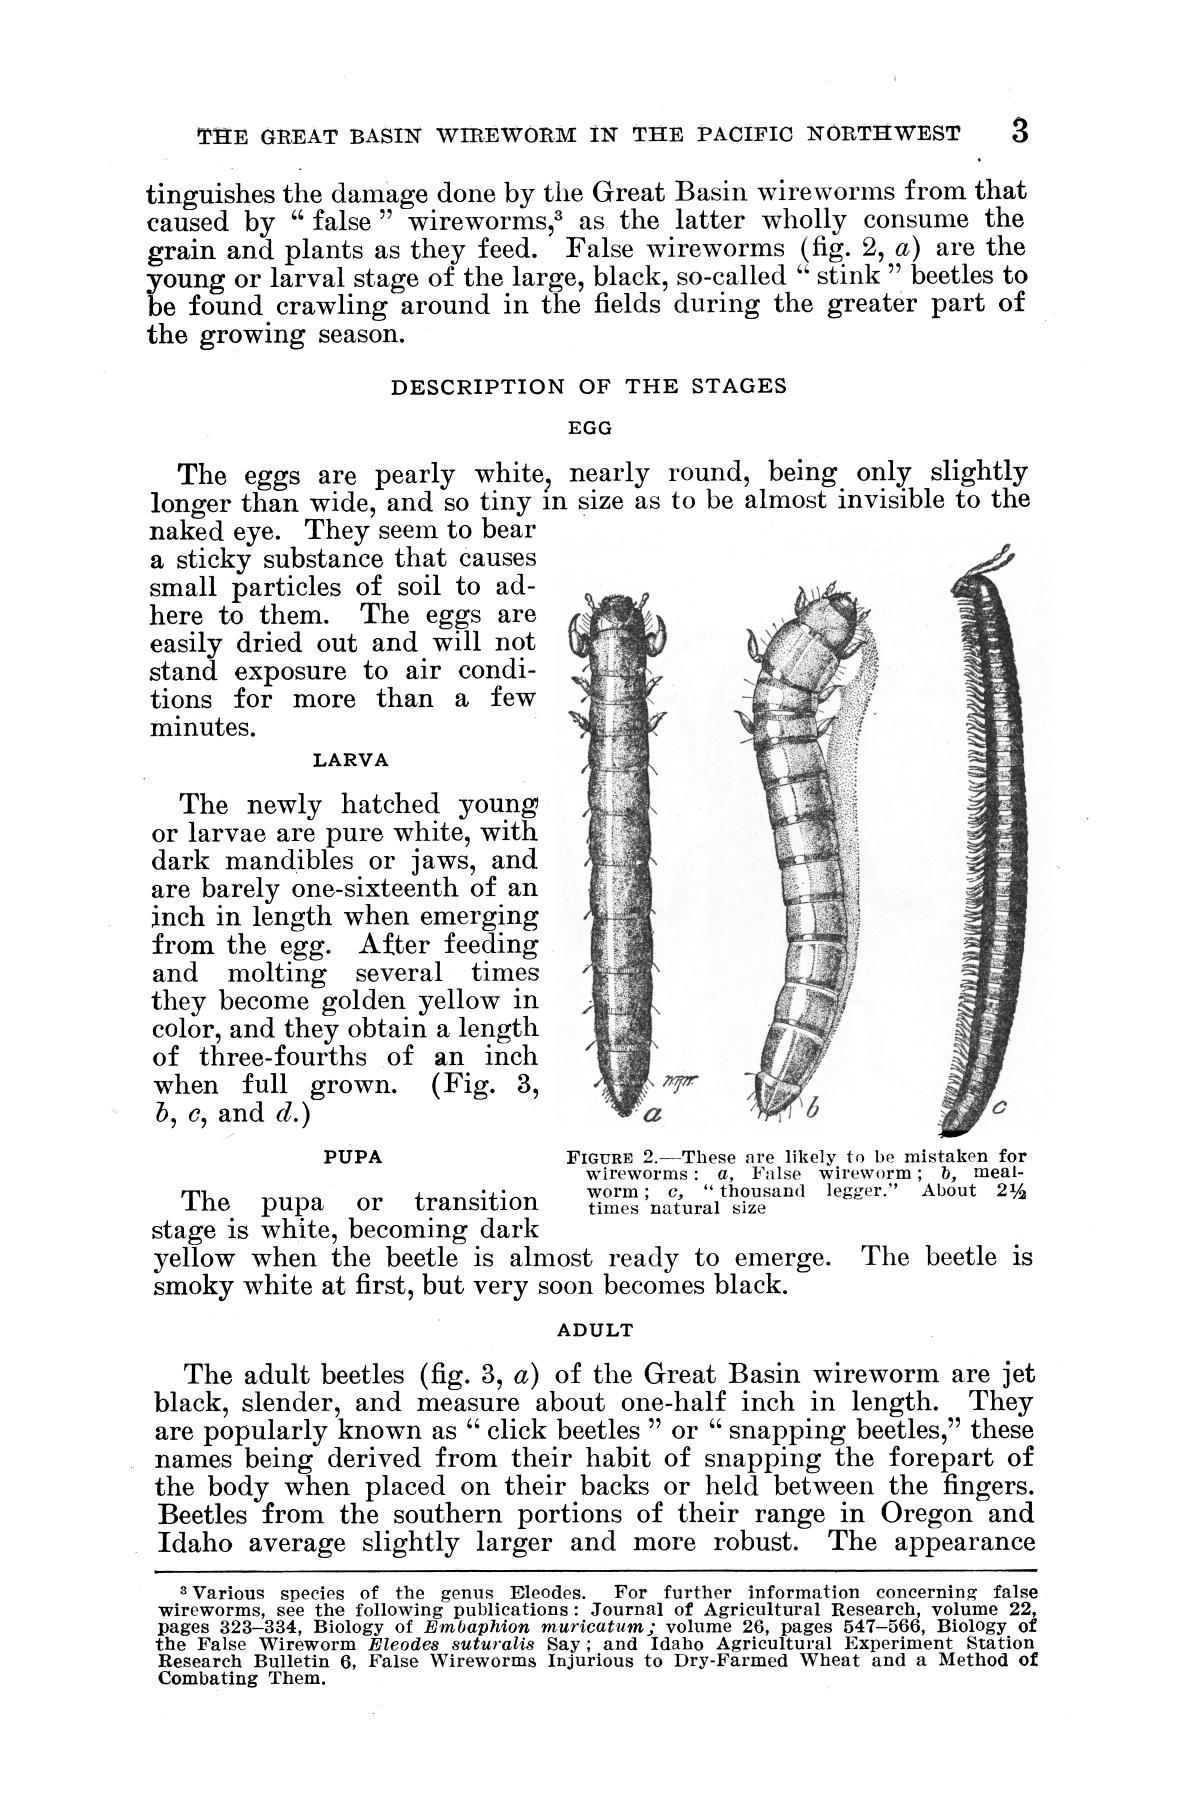 THE GREAT BASIN WIREWORM IN THE PACIFIC NORTHWEST 3
tinguishes the damage done by the Great Basin wireworms from that
caused by “ false ” wireworms,³ as the latter wholly consume the
grain and plants as they feed. False wireworms (fig. 2, a) are the
young or larval stage of the large, black, so-called “ stink ” beetles to
be found crawling around in the fields during the greater part of
the growing season.
DESCRIPTION OF THE STAGES
EGG
The eggs are pearly white, nearly round, being only slightly
longer than wide, and so tiny in size as to be almost invisible to the
naked eye. They seem to bear
a sticky substance that causes
small particles of soil to ad-
here to them. The eggs are
easily dried out and will not
stand exposure to air condi-
tions for more than a few
minutes.
LARVA
The newly hatched young
or larvae are pure white, with
dark mandibles or jaws, and
are barely one-sixteenth of an
inch in length when emerging
from the egg. After feeding
and molting several times
they become golden yellow in
color, and they obtain a length
of three-fourths of an inch
when full grown. (Fig. 3,
b, c, and d.)
a
b
c
FIGURE 2.—These are likely to be mistaken for
wireworms : a, False wireworm ; b, meal-
worm ; c, “ thousand legger.” About 2½
times natural size
PUPA
The pupa or transition
stage is white, becoming dark
yellow when the beetle is almost ready to emerge. The beetle is
smoky white at first, but very soon becomes black.
ADULT
The adult beetles (fig. 3, a) of the Great Basin wireworm are jet
black, slender, and measure about one-half inch in length. They
are popularly known as “ click beetles ” or “ snapping beetles,” these
names being derived from their habit of snapping the forepart of
the body when placed on their backs or held between the fingers.
Beetles from the southern portions of their range in Oregon and
Idaho average slightly larger and more robust. The appearance
³ Various species of the genus Eleodes. For further information concerning false
wireworms, see the following publications : Journal of Agricultural Research, volume 22,
pages 323–334, Biology of Embaphion muricatum; volume 26, pages 547–566, Biology of
the False Wireworm Eleodes suturalis Say ; and Idaho Agricultural Experiment Station
Research Bulletin 6, False Wireworms Injurious to Dry-Farmed Wheat and a Method of
Combating Them.